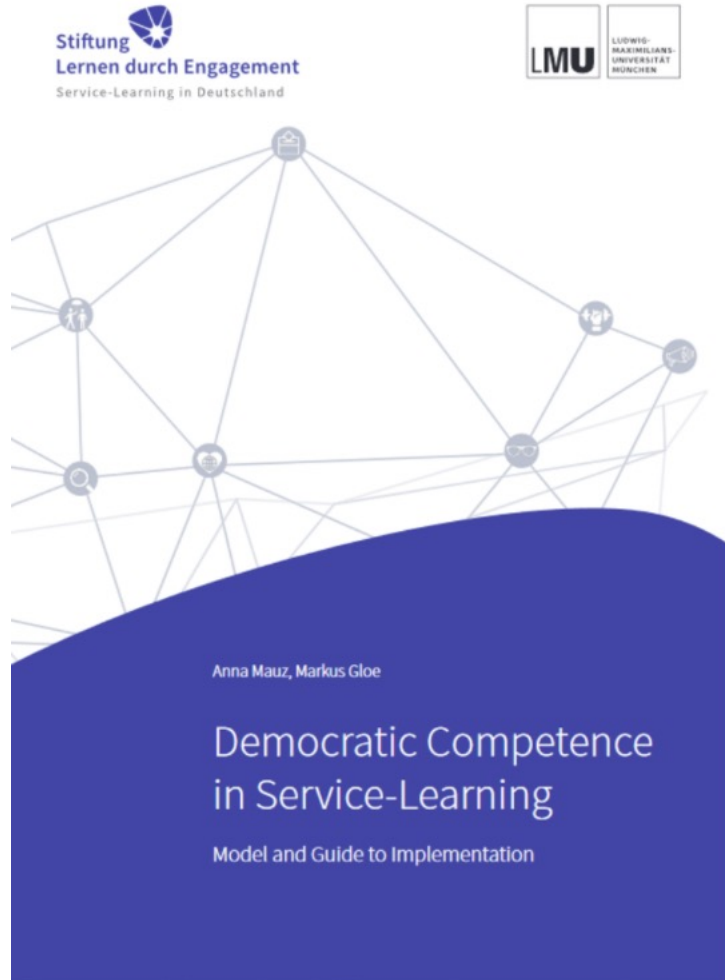 Stiftung
Lernen durch Engagement
Service-Learning in Deutschland
LMU
LUDWIG-
MAXIMILIANS-
UNIVERSITÄT
MÜNCHEN
Anna Mauz, Markus Gloe
Democratic Competence
in Service-Learning
Model and Guide to Implementation